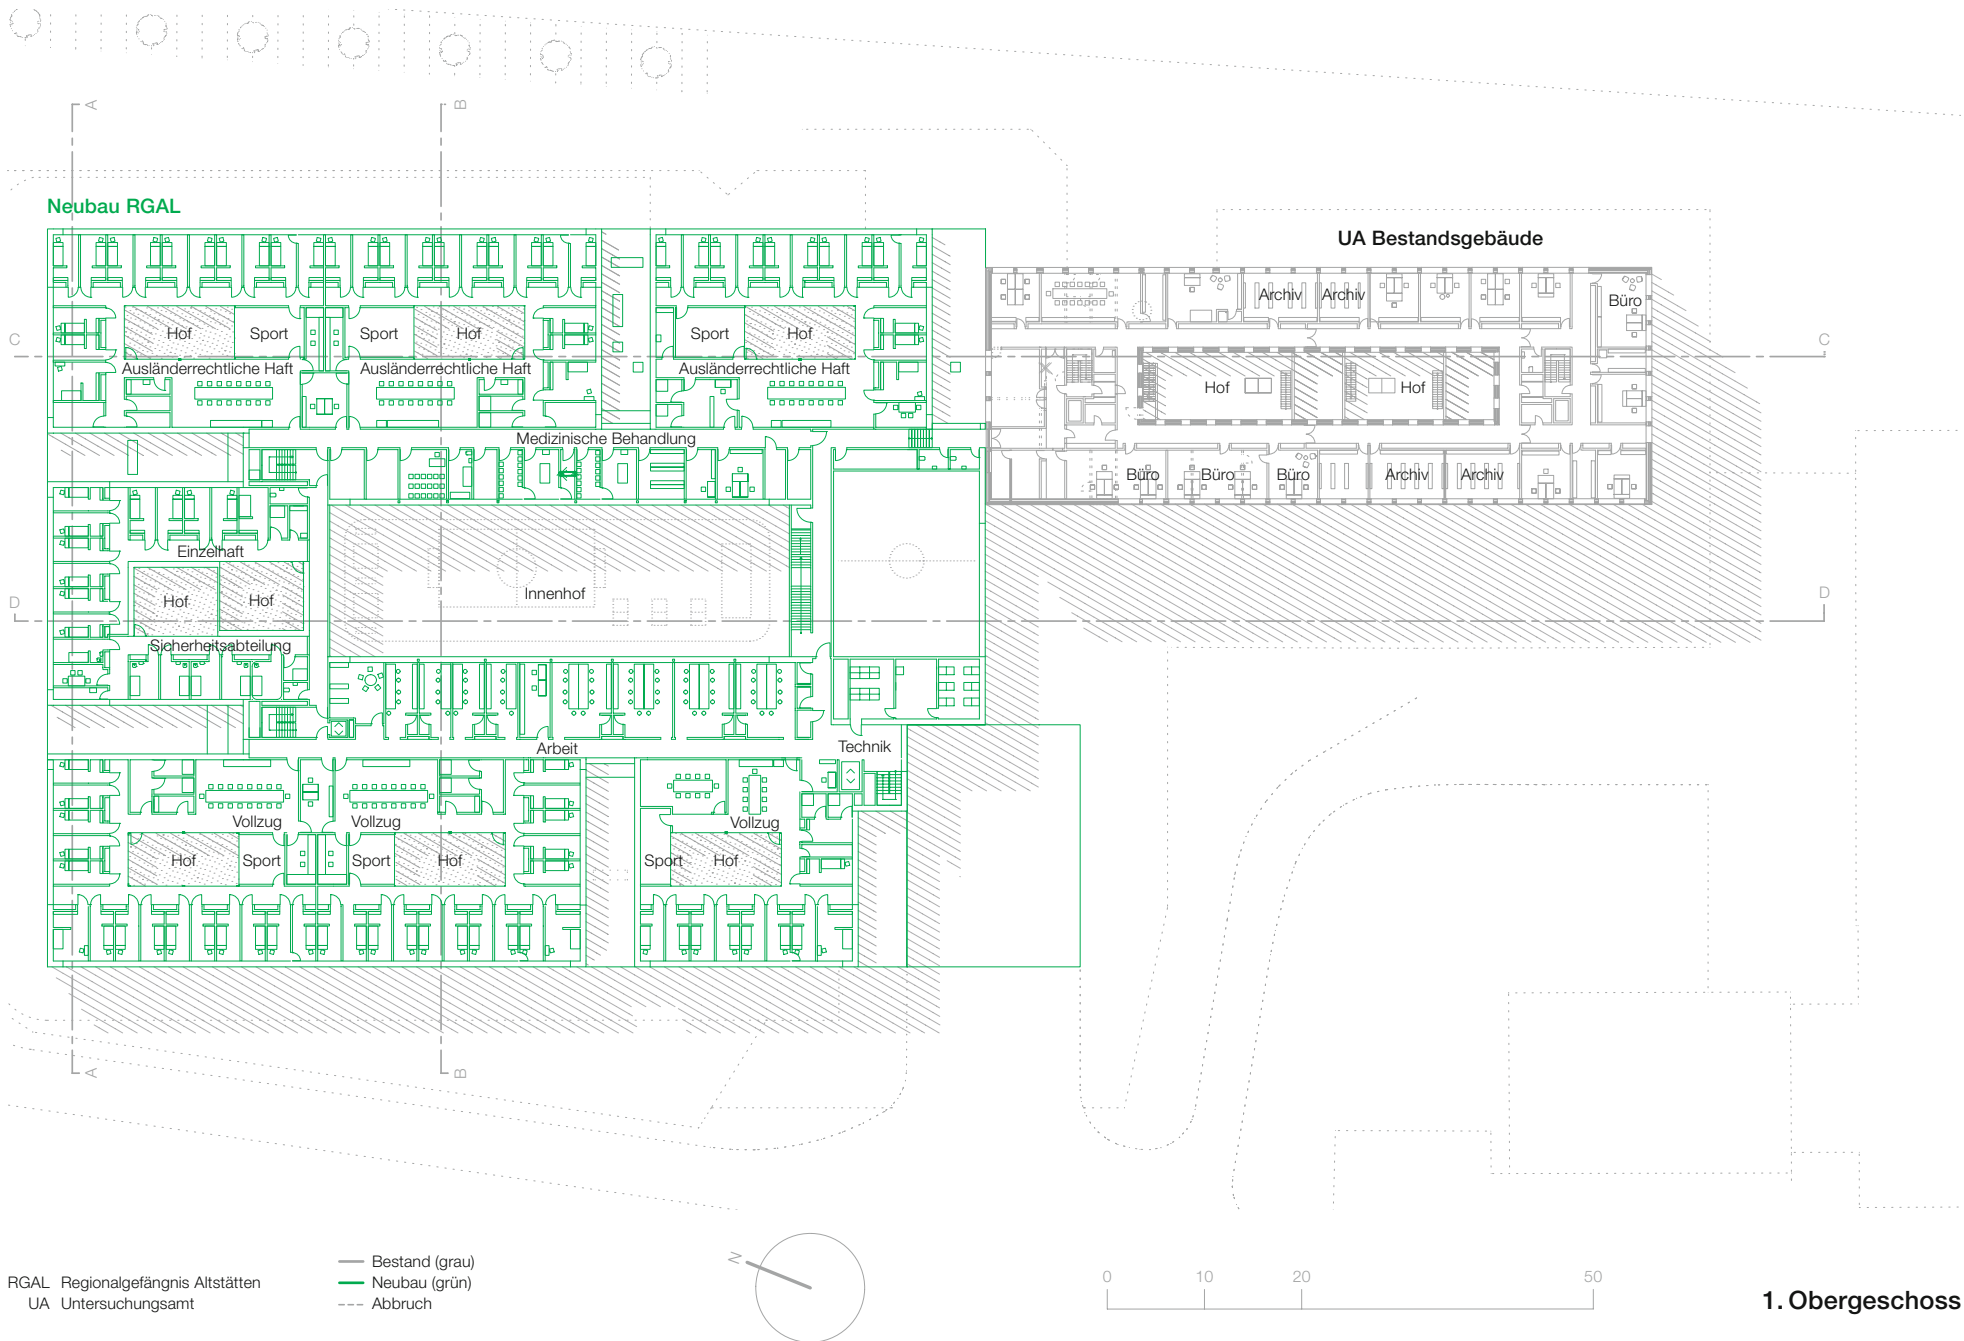 A
B
Neubau RGAL
UA Bestandsgebäude
Archiv
Archiv
Büro
Hof
Sport
Sport
Hof
Sport
Hof
C
C
Ausländerrechtliche Haft
Ausländerrechtliche Haft
Ausländerrechtliche Haft
Hof
Hof
Medizinische Behandlung
Büro
Büro
Büro
Archiv
Archiv
Einzelhaft
Hof
Hof
Innenhof
D
D
Sicherheitsabteilung
Arbeit
Technik
Vollzug
Vollzug
Vollzug
Hof
Sport
Sport
Hof
Sport
Hof
A
B
N
Bestand (grau)
RGAL Regionalgefängnis Altstätten
Neubau (grün)
UA Untersuchungsamt
Abbruch
0
10
20
50
1. Obergeschoss